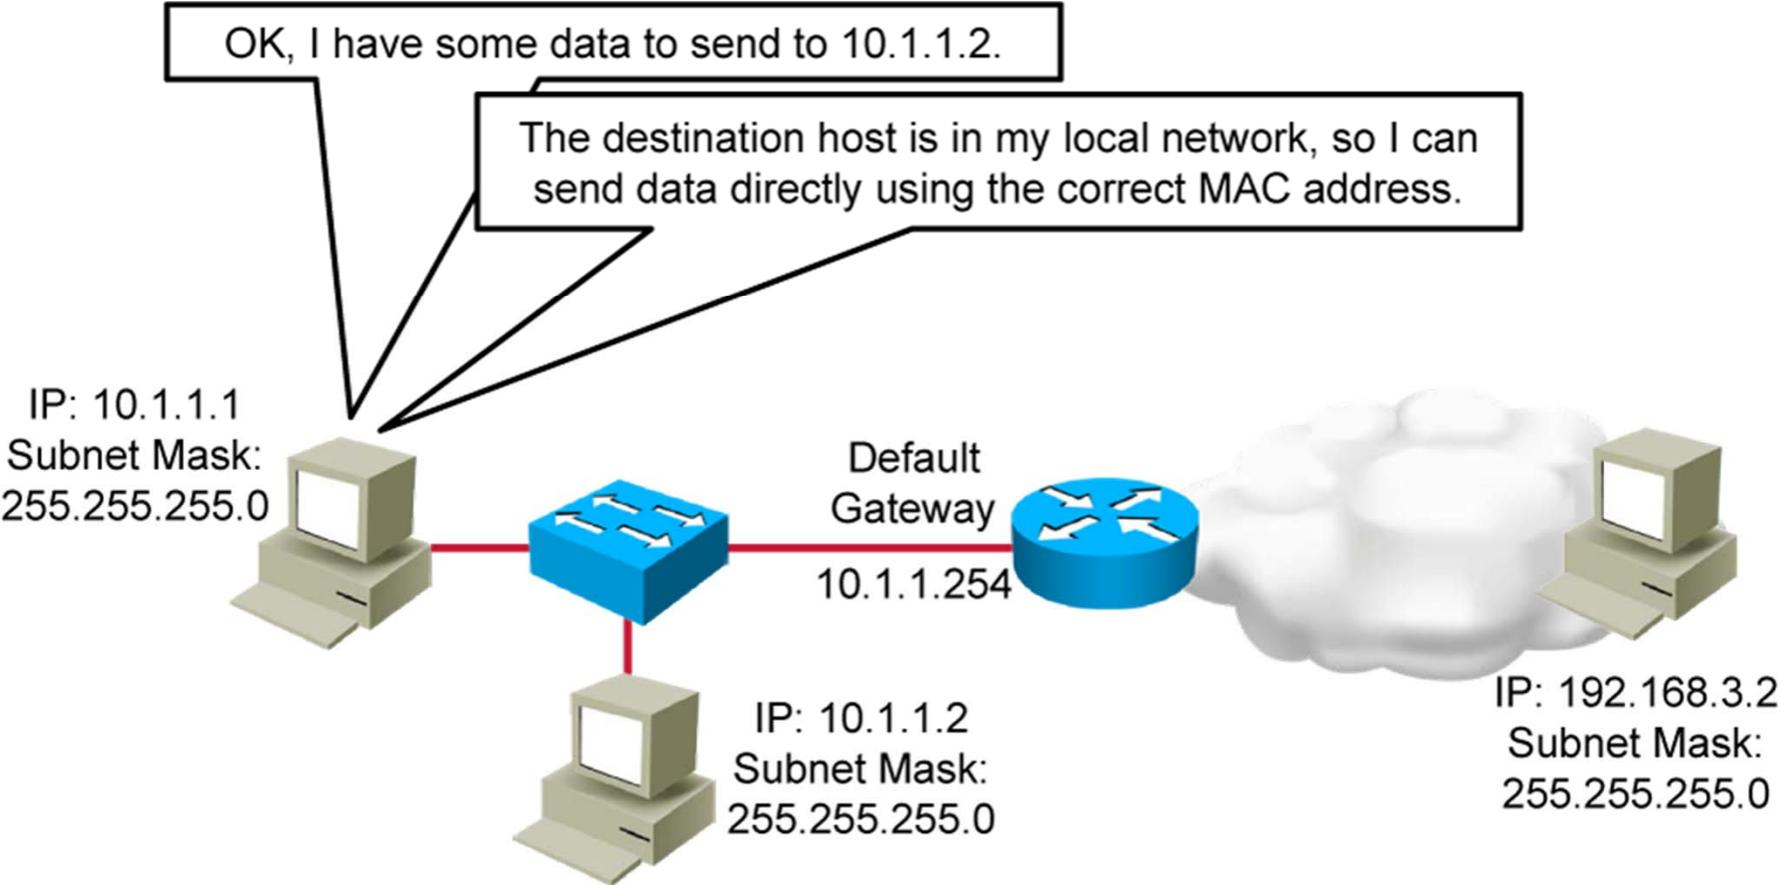 OK, I have some data to send to 10.1.1.2.
The destination host is in my local network, so I can
send data directly using the correct MAC address.
IP: 10.1.1.1
Subnet Mask:
255.255.255.0
Default
Gateway
10.1.1.254
IP: 10.1.1.2
Subnet Mask:
255.255.255.0
IP: 192.168.3.2
Subnet Mask:
255.255.255.0